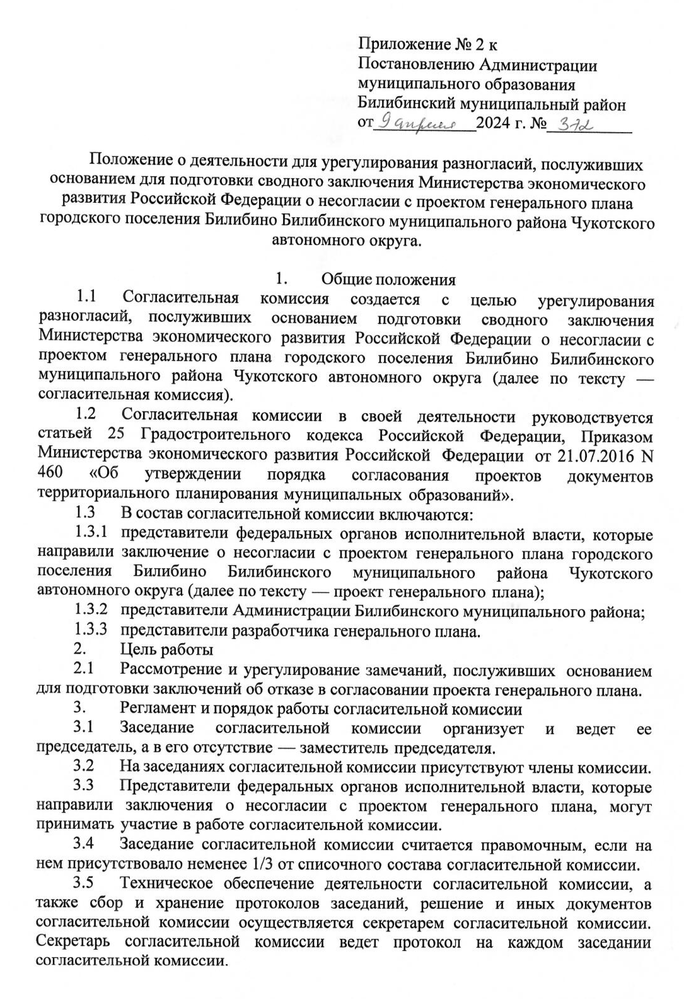 Приложение № 2 к
Постановлению Администрации
муниципального образования
Билибинский муниципальный район
от 9 апреля 2024 г. № 372
Положение о деятельности для урегулирования разногласий, послуживших
основанием для подготовки сводного заключения Министерства экономического
развития Российской Федерации о несогласии с проектом генерального плана
городского поселения Билибино Билибинского муниципального района Чукотского
автономного округа.
1. Общие положения
1.1 Согласительная комиссия создается с целью урегулирования
разногласий, послуживших основанием подготовки сводного заключения
Министерства экономического развития Российской Федерации о несогласии с
проектом генерального плана городского поселения Билибино Билибинского
муниципального района Чукотского автономного округа (далее по тексту —
согласительная комиссия).
1.2 Согласительная комиссии в своей деятельности руководствуется
статьей 25 Градостроительного кодекса Российской Федерации, Приказом
Министерства экономического развития Российской Федерации от 21.07.2016 N
460 «Об утверждении порядка согласования проектов документов
территориального планирования муниципальных образований».
1.3 В состав согласительной комиссии включаются:
1.3.1 представители федеральных органов исполнительной власти, которые
направили заключение о несогласии с проектом генерального плана городского
поселения Билибино Билибинского муниципального района Чукотского
автономного округа (далее по тексту — проект генерального плана);
1.3.2 представители Администрации Билибинского муниципального района;
1.3.3 представители разработчика генерального плана.
2. Цель работы
2.1 Рассмотрение и урегулирование замечаний, послуживших основанием
для подготовки заключений об отказе в согласовании проекта генерального плана.
3. Регламент и порядок работы согласительной комиссии
3.1 Заседание согласительной комиссии организует и ведет ее
председатель, а в его отсутствие — заместитель председателя.
3.2 На заседаниях согласительной комиссии присутствуют члены комиссии.
3.3 Представители федеральных органов исполнительной власти, которые
направили заключения о несогласии с проектом генерального плана, могут
принимать участие в работе согласительной комиссии.
3.4 Заседание согласительной комиссии считается правомочным, если на
нем присутствовало неменее 1/3 от списочного состава согласительной комиссии.
3.5 Техническое обеспечение деятельности согласительной комиссии, а
также сбор и хранение протоколов заседаний, решение и иных документов
согласительной комиссии осуществляется секретарем согласительной комиссии.
Секретарь согласительной комиссии ведет протокол на каждом заседании
согласительной комиссии.